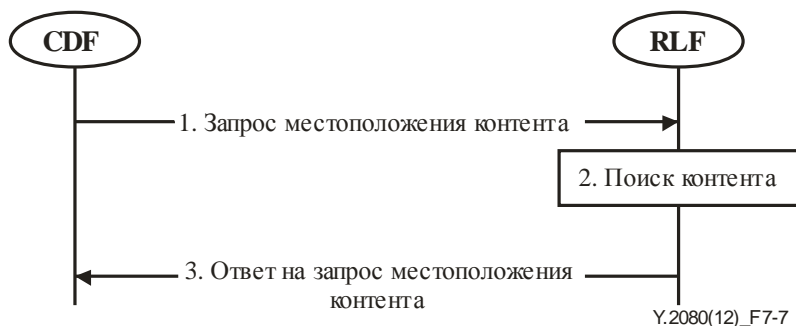 CDF
RLF
1. Запрос местоположения контента
2. Поиск контента
3. Ответ на запрос местоположения
контента
Y.2080(12)_F7-7